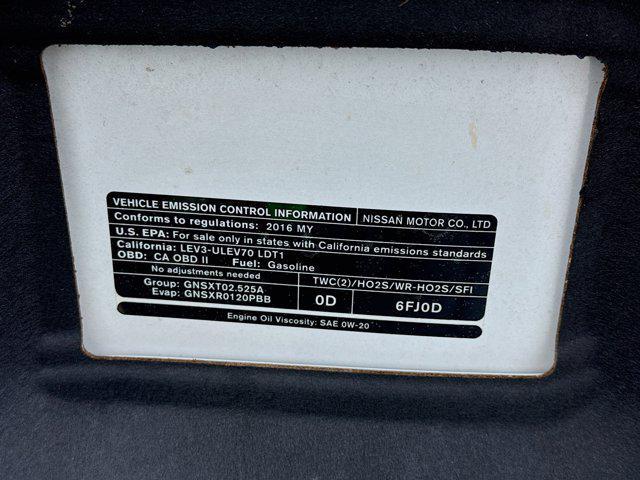 VEHICLE EMISSION CONTROL INFORMATION NISSAN MOTOR CO., LTD
Conforms to regulations: 2016 MY
U.S. EPA: For sale only in states with California emissions standards
California: LEV3-ULEV70 LDT1
OBD: CA OBD II Fuel: Gasoline
No adjustments needed TWC(2)/HO2S/WR-HO2S/SFI
Group: GNSXT02.525A
Evap: GNSXR0120PBB 0D 6FJ0D
Engine Oil Viscosity: SAE 0W-20